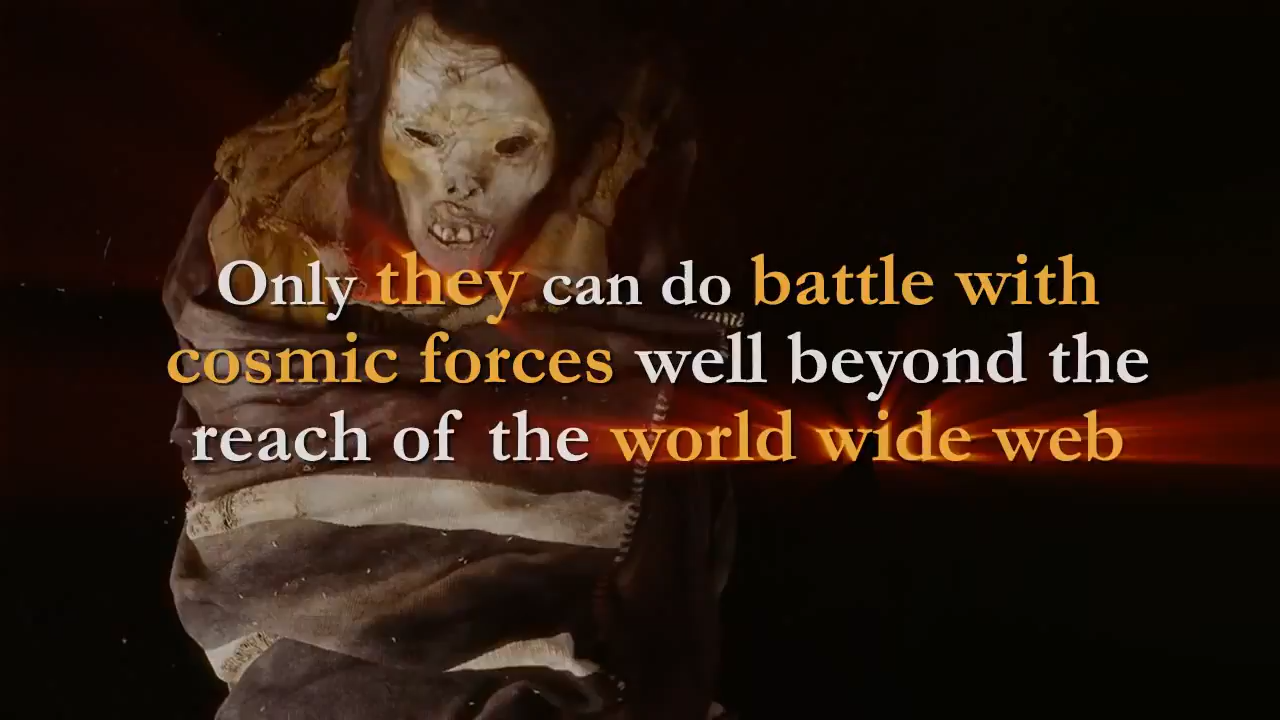 Only they can do battle with
cosmic forces well beyond the
reach of the world wide web